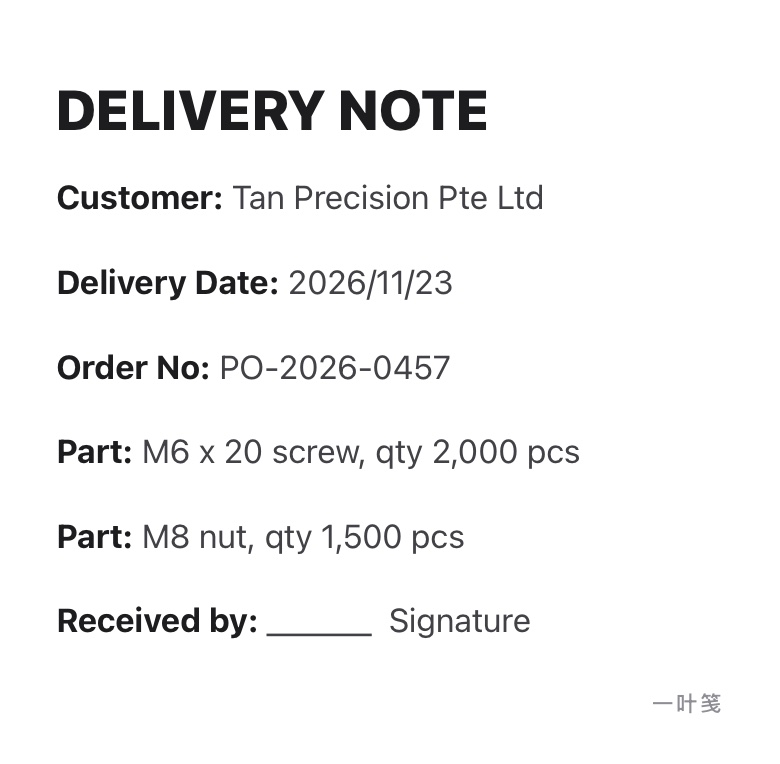 DELIVERY NOTE
Customer: Tan Precision Pte Ltd
Delivery Date: 2026/11/23
Order No: PO-2026-0457
Part: M6 x 20 screw, qty 2,000 pcs
Part: M8 nut, qty 1,500 pcs
Received by: _______ Signature
一叶笺